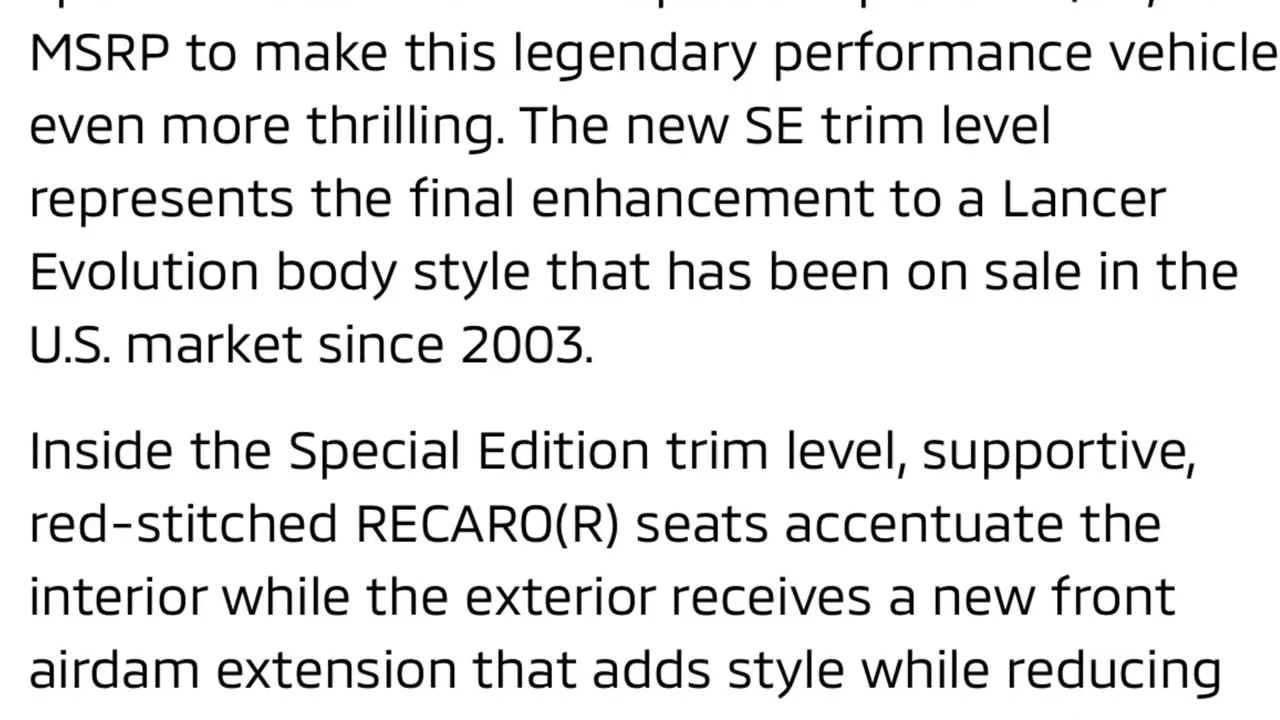 MSRP to make this legendary performance vehicle
even more thrilling. The new SE trim level
represents the final enhancement to a Lancer
Evolution body style that has been on sale in the
U.S. market since 2003.
Inside the Special Edition trim level, supportive,
red-stitched RECARO(R) seats accentuate the
interior while the exterior receives a new front
airdam extension that adds style while reducing